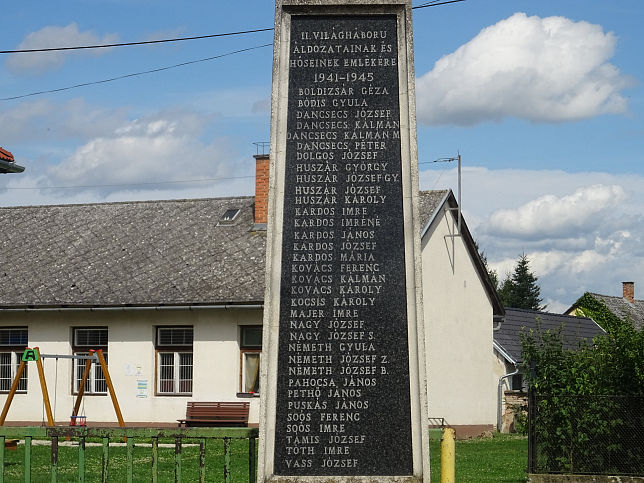 II. VILÁGHÁBORÚ
ÁLDOZATAINAK ÉS
HŐSEINEK EMLÉKÉRE
1941-1945
BOLDIZSÁR GÉZA
BÓDIS GYULA
DANCSECS JÓZSEF
DANCSECS KÁLMÁN
DANCSECS KÁLMÁN M.
DANCSECS PÉTER
DOLGOS JÓZSEF
HUSZÁR GYÖRGY
HUSZÁR JÓZSEF GY.
HUSZÁR JÓZSEF
HUSZÁR KÁROLY
KARDOS IMRE
KARDOS IMRÉNÉ
KARDOS JÁNOS
KARDOS JÓZSEF
KARDOS MÁRIA
KOVÁCS FERENC
KOVÁCS KÁLMÁN
KOVÁCS KÁROLY
KOCSIS KÁROLY
MAJER IMRE
NAGY JÓZSEF
NAGY JÓZSEF S.
NÉMETH GYULA
NÉMETH JÓZSEF Z.
NÉMETH JÓZSEF B.
PAHOCSA JÁNOS
PETHŐ JÁNOS
PUSKÁS JÁNOS
SOÓS FERENC
SOÓS IMRE
TAMIS JÓZSEF
TÓTH IMRE
VASS JÓZSEF